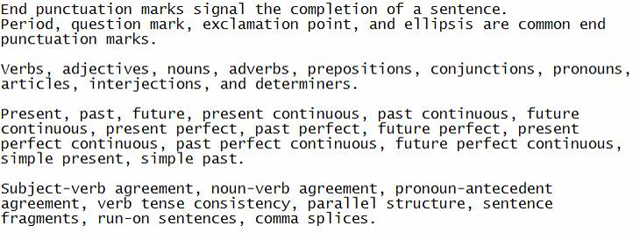 End punctuation marks signal the completion of a sentence.
Period, question mark, exclamation point, and ellipsis are common end
punctuation marks.

Verbs, adjectives, nouns, adverbs, prepositions, conjunctions, pronouns,
articles, interjections, and determiners.

Present, past, future, present continuous, past continuous, future
continuous, present perfect, past perfect, future perfect, present
perfect continuous, past perfect continuous, future perfect continuous,
simple present, simple past.

Subject-verb agreement, noun-verb agreement, pronoun-antecedent
agreement, verb tense consistency, parallel structure, sentence
fragments, run-on sentences, comma splices.